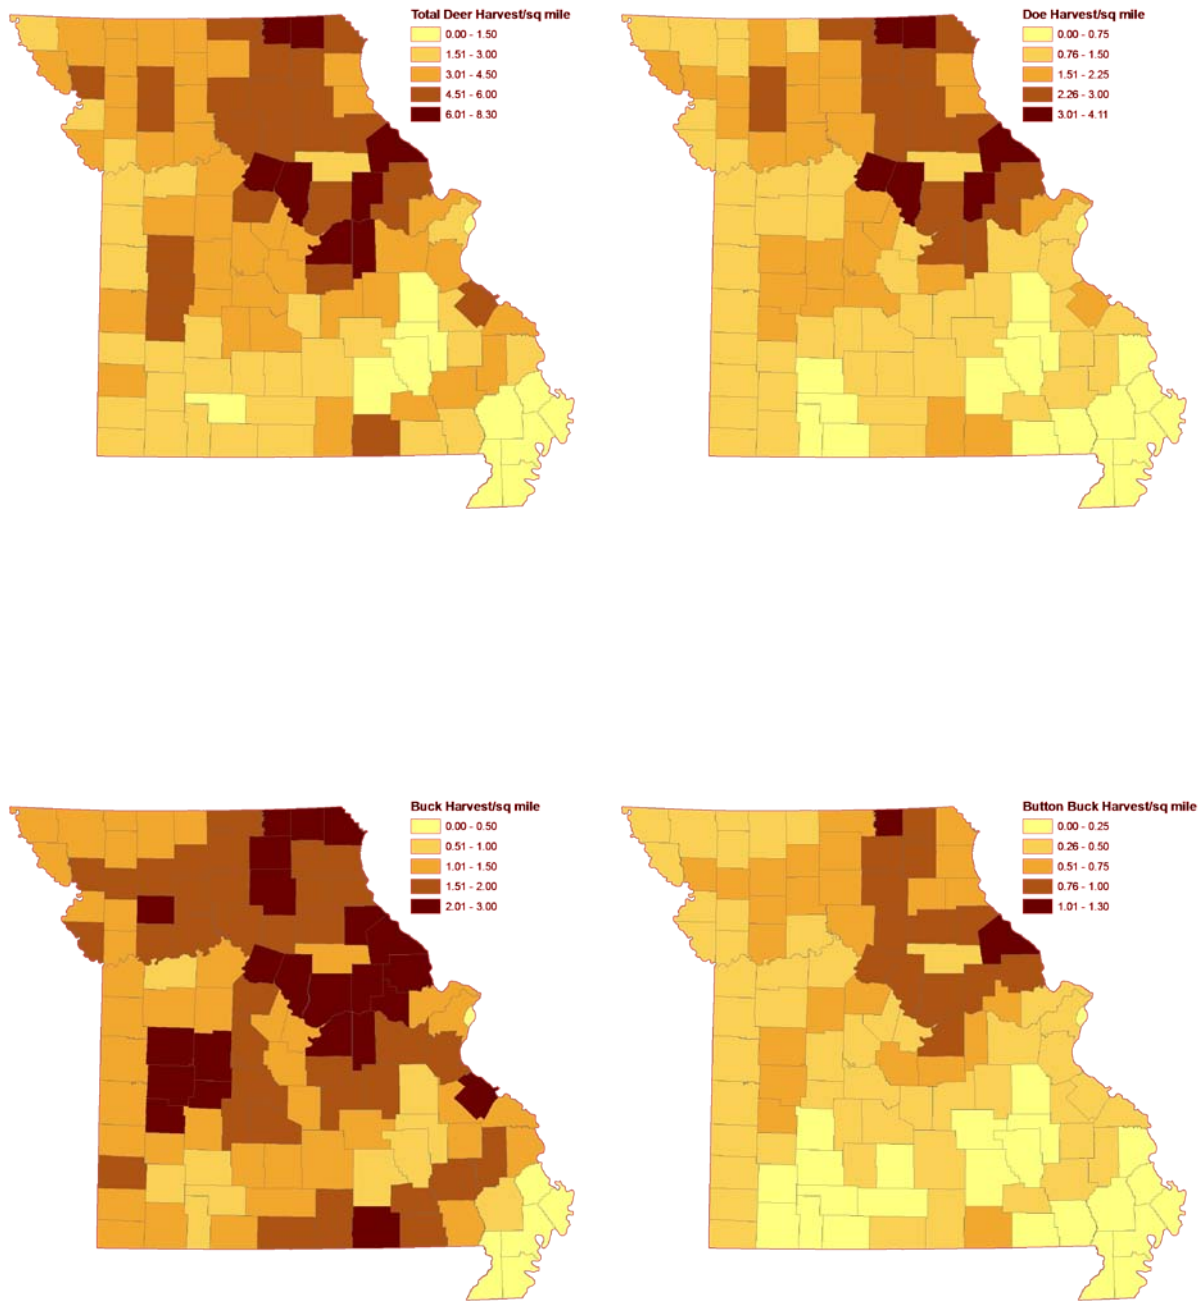 Total Deer Harvest/sq mile
0.00 - 1.50
1.51 - 3.00
3.01 - 4.50
4.51 - 6.00
6.01 - 8.30
Doe Harvest/sq mile
0.00 - 0.75
0.76 - 1.50
1.51 - 2.25
2.26 - 3.00
3.01 - 4.11
Buck Harvest/sq mile
0.00 - 0.50
0.51 - 1.00
1.01 - 1.50
1.51 - 2.00
2.01 - 3.00
Button Buck Harvest/sq mile
0.00 - 0.25
0.26 - 0.50
0.51 - 0.75
0.76 - 1.00
1.01 - 1.30